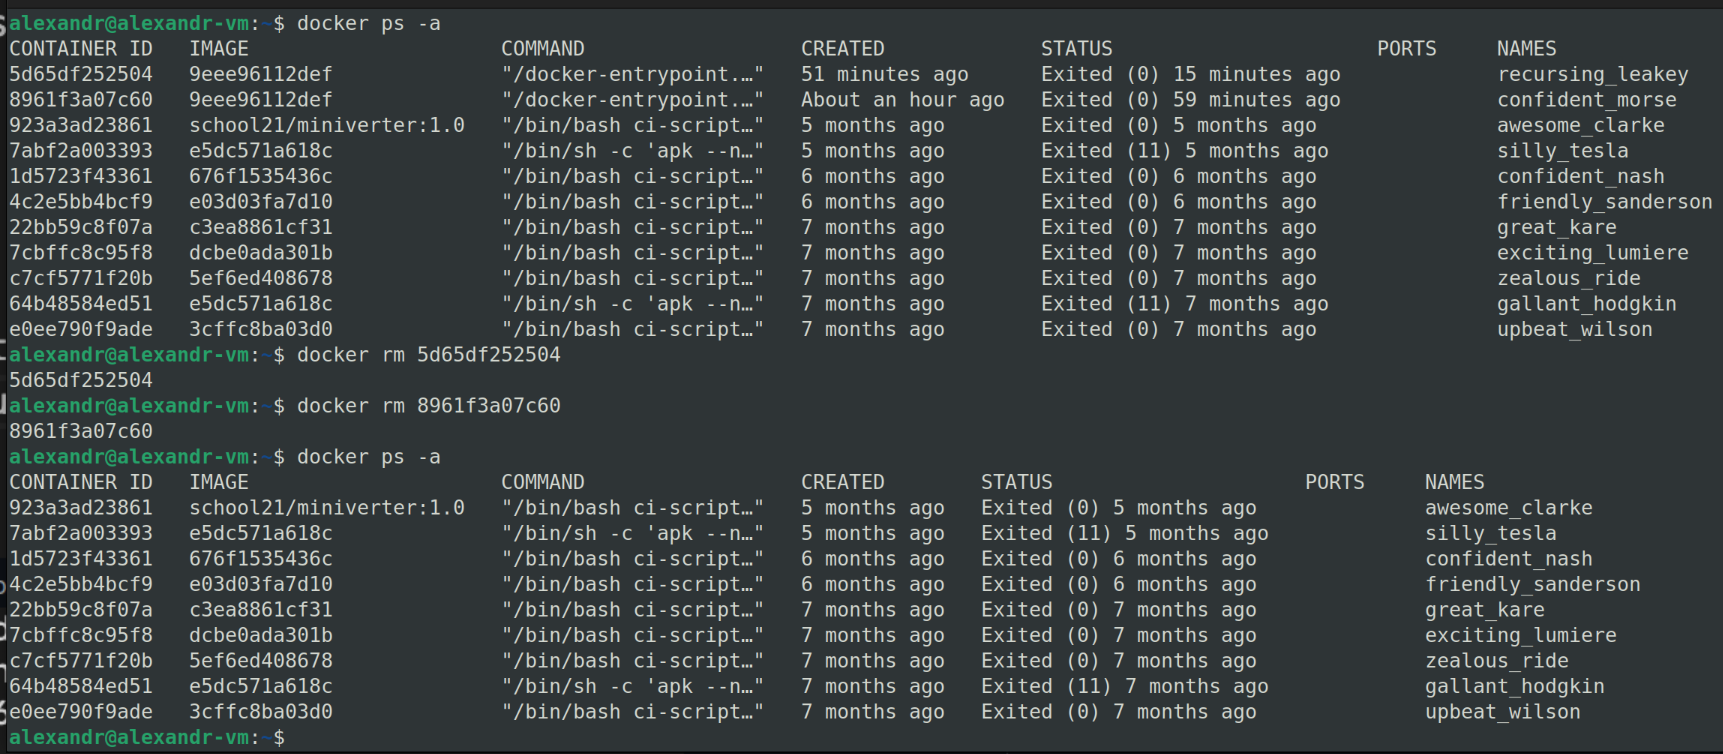 alexandr@alexandr-vm:~$ docker ps -a
CONTAINER ID   IMAGE                     COMMAND                  CREATED             STATUS                      PORTS     NAMES
5d65df252504   9eee96112def              "/docker-entrypoint.…"   51 minutes ago      Exited (0) 15 minutes ago             recursing_leakey
8961f3a07c60   9eee96112def              "/docker-entrypoint.…"   About an hour ago   Exited (0) 59 minutes ago             confident_morse
923a3ad23861   school21/miniverter:1.0   "/bin/bash ci-script…"   5 months ago        Exited (0) 5 months ago               awesome_clarke
7abf2a003393   e5dc571a618c              "/bin/sh -c 'apk --n…"   5 months ago        Exited (11) 5 months ago              silly_tesla
1d5723f43361   676f1535436c              "/bin/bash ci-script…"   6 months ago        Exited (0) 6 months ago               confident_nash
4c2e5bb4bcf9   e03d03fa7d10              "/bin/bash ci-script…"   6 months ago        Exited (0) 6 months ago               friendly_sanderson
22bb59c8f07a   c3ea8861cf31              "/bin/bash ci-script…"   7 months ago        Exited (0) 7 months ago               great_kare
7cbffc8c95f8   dcbe0ada301b              "/bin/bash ci-script…"   7 months ago        Exited (0) 7 months ago               exciting_lumiere
c7cf5771f20b   5ef6ed408678              "/bin/bash ci-script…"   7 months ago        Exited (0) 7 months ago               zealous_ride
64b48584ed51   e5dc571a618c              "/bin/sh -c 'apk --n…"   7 months ago        Exited (11) 7 months ago              gallant_hodgkin
e0ee790f9ade   3cffc8ba03d0              "/bin/bash ci-script…"   7 months ago        Exited (0) 7 months ago               upbeat_wilson
alexandr@alexandr-vm:~$ docker rm 5d65df252504
5d65df252504
alexandr@alexandr-vm:~$ docker rm 8961f3a07c60
8961f3a07c60
alexandr@alexandr-vm:~$ docker ps -a
CONTAINER ID   IMAGE                     COMMAND                  CREATED        STATUS                     PORTS     NAMES
923a3ad23861   school21/miniverter:1.0   "/bin/bash ci-script…"   5 months ago   Exited (0) 5 months ago              awesome_clarke
7abf2a003393   e5dc571a618c              "/bin/sh -c 'apk --n…"   5 months ago   Exited (11) 5 months ago             silly_tesla
1d5723f43361   676f1535436c              "/bin/bash ci-script…"   6 months ago   Exited (0) 6 months ago              confident_nash
4c2e5bb4bcf9   e03d03fa7d10              "/bin/bash ci-script…"   6 months ago   Exited (0) 6 months ago              friendly_sanderson
22bb59c8f07a   c3ea8861cf31              "/bin/bash ci-script…"   7 months ago   Exited (0) 7 months ago              great_kare
7cbffc8c95f8   dcbe0ada301b              "/bin/bash ci-script…"   7 months ago   Exited (0) 7 months ago              exciting_lumiere
c7cf5771f20b   5ef6ed408678              "/bin/bash ci-script…"   7 months ago   Exited (0) 7 months ago              zealous_ride
64b48584ed51   e5dc571a618c              "/bin/sh -c 'apk --n…"   7 months ago   Exited (11) 7 months ago             gallant_hodgkin
e0ee790f9ade   3cffc8ba03d0              "/bin/bash ci-script…"   7 months ago   Exited (0) 7 months ago              upbeat_wilson
alexandr@alexandr-vm:~$